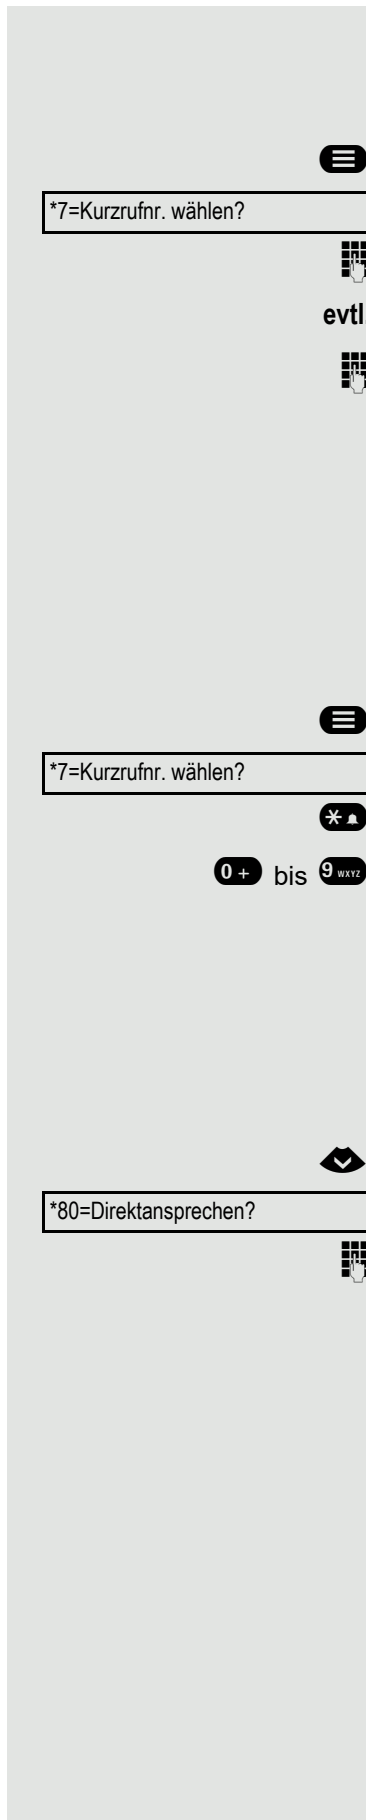 *7=Kurzrufnr. wählen?
evtl.
*7=Kurzrufnr. wählen?
0 + bis 9 WXYZ
*80=Direktansprechen?